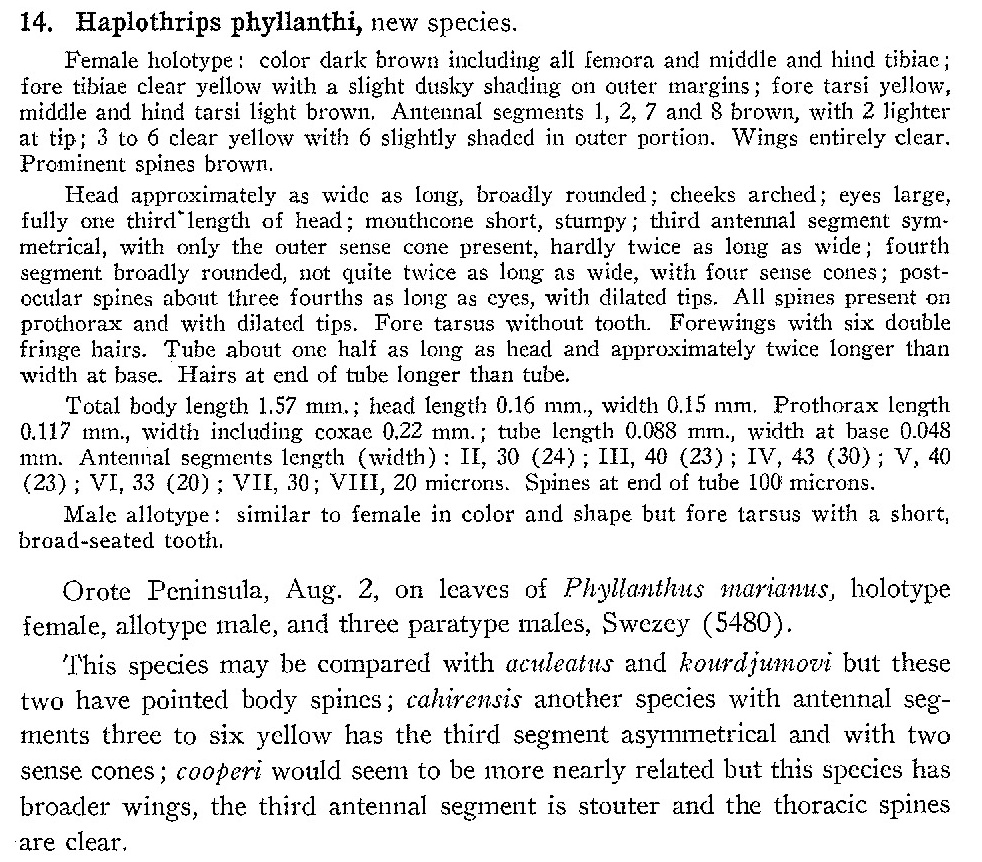 14. Haplothrips phyllanthi, new species.
Female holotype: color dark brown including all femora and middle and hind tibiae;
fore tibiae clear yellow with a slight dusky shading on outer margins; fore tarsi yellow,
middle and hind tarsi light brown. Antennal segments 1, 2, 7 and 8 brown, with 2 lighter
at tip; 3 to 6 clear yellow with 6 slightly shaded in outer portion. Wings entirely clear.
Prominent spines brown.
Head approximately as wide as long, broadly rounded; cheeks arched; eyes large,
fully one third length of head; mouthcone short, stumpy; third antennal segment sym-
metrical, with only the outer sense cone present, hardly twice as long as wide; fourth
segment broadly rounded, not quite twice as long as wide, with four sense cones; post-
ocular spines about three fourths as long as eyes, with dilated tips. All spines present on
prothorax and with dilated tips. Fore tarsus without tooth. Forewings with six double
fringe hairs. Tube about one half as long as head and approximately twice longer than
width at base. Hairs at end of tube longer than tube.
Total body length 1.57 mm.; head length 0.16 mm., width 0.15 mm. Prothorax length
0.117 mm., width including coxae 0.22 mm.; tube length 0.088 mm., width at base 0.048
mm. Antennal segments length (width): II, 30 (24); III, 40 (23); IV, 43 (30); V, 40
(23); VI, 33 (20); VII, 30; VIII, 20 microns. Spines at end of tube 100 microns.
Male allotype: similar to female in color and shape but fore tarsus with a short,
broad-seated tooth.
Orote Peninsula, Aug. 2, on leaves of Phyllanthus marianus, holotype
female, allotype male, and three paratype males, Swezey (5480).
This species may be compared with aculeatus and kourdjumovi but these
two have pointed body spines; cahirensis another species with antennal seg-
ments three to six yellow has the third segment asymmetrical and with two
sense cones; cooperi would seem to be more nearly related but this species has
broader wings, the third antennal segment is stouter and the thoracic spines
are clear.